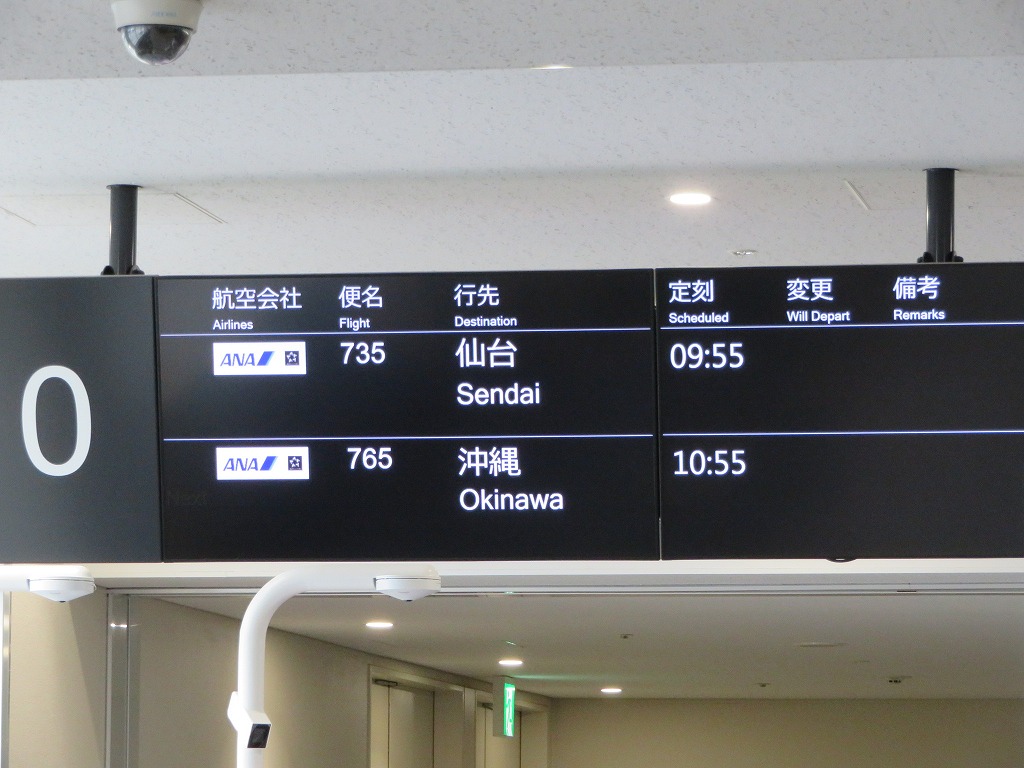 0
航空会社 便名 行先 定刻 変更 備考
Airlines Flight Destination Scheduled Will Depart Remarks
ANA 735 仙台 09:55
Sendai
ANA 765 沖縄 10:55
Next
Okinawa